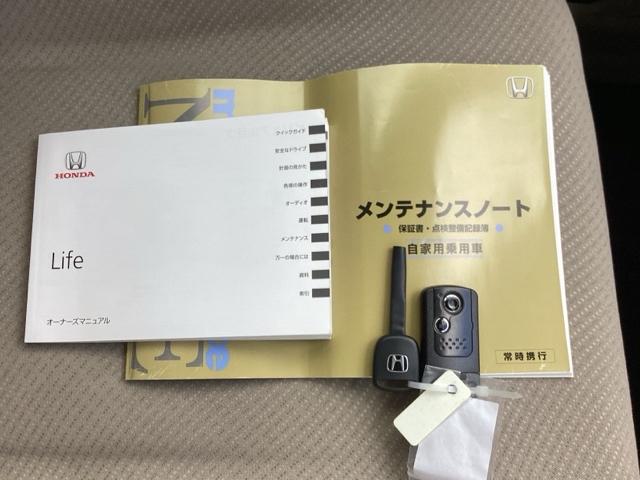 HONDA
Life
オーナーズマニュアル
クイックガイド
安全なドライブ
計器の見かた
各部の操作
オーディオ
運転
メンテナンス
万一の場合には
資料
索引
メンテナンスノート
保証書・点検整備記録簿
自家用乗用車
常時携行